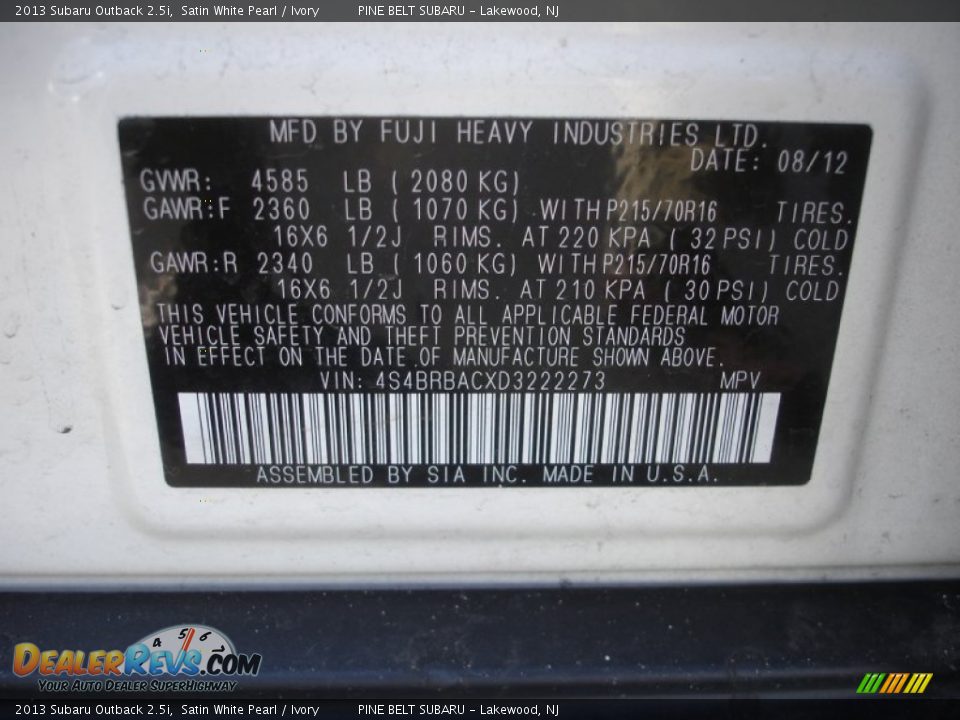 2013 Subaru Outback 2.5i,  Satin White Pearl / Ivory          PINE BELT SUBARU - Lakewood, NJ
MFD BY FUJI HEAVY INDUSTRIES LTD.
DATE: 08/12
GVWR: 4585 LB ( 2080 KG)
GAWR:F 2360 LB ( 1070 KG) WITH P215/70R16 TIRES.
16X6 1/2J RIMS. AT 220 KPA ( 32 PSI) COLD
GAWR:R 2340 LB ( 1060 KG) WITH P215/70R16 TIRES.
16X6 1/2J RIMS. AT 210 KPA ( 30 PSI) COLD
THIS VEHICLE CONFORMS TO ALL APPLICABLE FEDERAL MOTOR
VEHICLE SAFETY AND THEFT PREVENTION STANDARDS
IN EFFECT ON THE DATE OF MANUFACTURE SHOWN ABOVE.
VIN: 4S4BRBACXD3222273 MPV
ASSEMBLED BY SIA INC. MADE IN U.S.A.
4 5 6
DEALERREVS.COM
YOUR AUTO DEALER SUPERHIGHWAY
2013 Subaru Outback 2.5i,  Satin White Pearl / Ivory          PINE BELT SUBARU - Lakewood, NJ